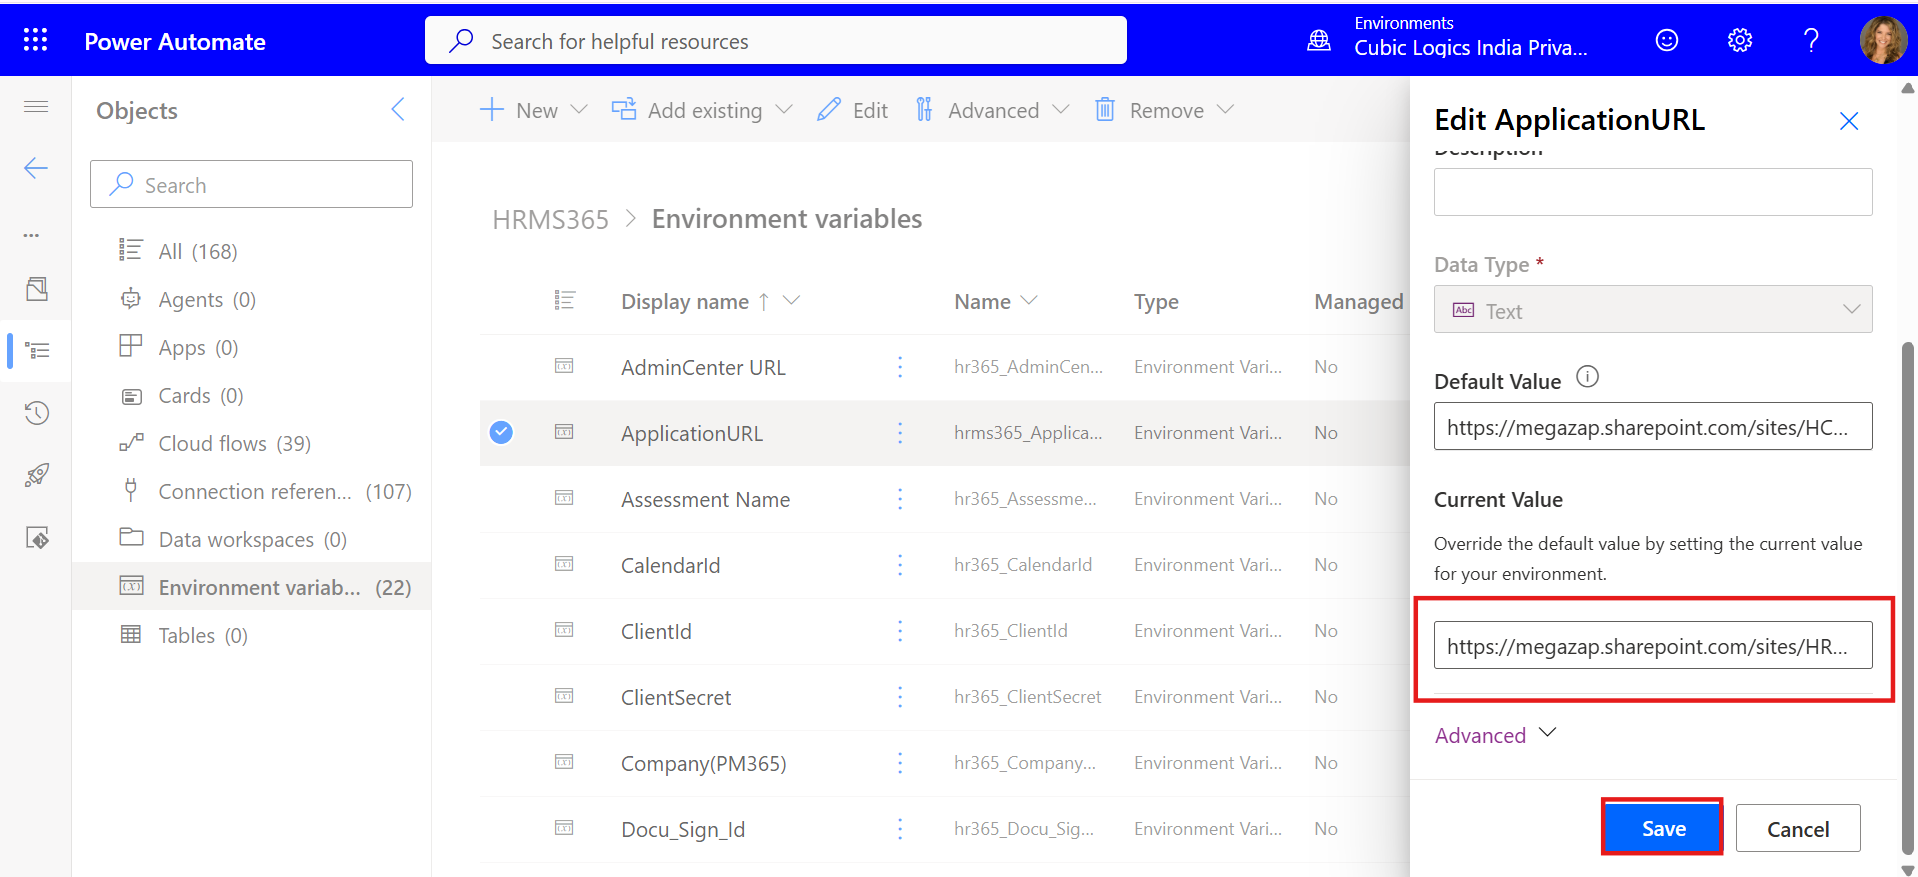 Power Automate
Search for helpful resources
Environments
Cubic Logics India Priva...
Objects
Search
All (168)
Agents (0)
Apps (0)
Cards (0)
Cloud flows (39)
Connection referen... (107)
Data workspaces (0)
Environment variab... (22)
Tables (0)
New
Add existing
Edit
Advanced
Remove
HRMS365 > Environment variables
Display name ↑ Name Type Managed
AdminCenter URL hr365_AdminCen... Environment Vari... No
ApplicationURL hrms365_Applica... Environment Vari... No
Assessment Name hr365_Assessme... Environment Vari... No
CalendarId hr365_CalendarId Environment Vari... No
ClientId hr365_ClientId Environment Vari... No
ClientSecret hr365_ClientSecret Environment Vari... No
Company(PM365) hr365_Company... Environment Vari... No
Docu_Sign_Id hr365_Docu_Sig... Environment Vari... No
Edit ApplicationURL
Description
Data Type *
Abc Text
Default Value
https://megazap.sharepoint.com/sites/HC...
Current Value
Override the default value by setting the current value
for your environment.
https://megazap.sharepoint.com/sites/HR...
Advanced
Save
Cancel